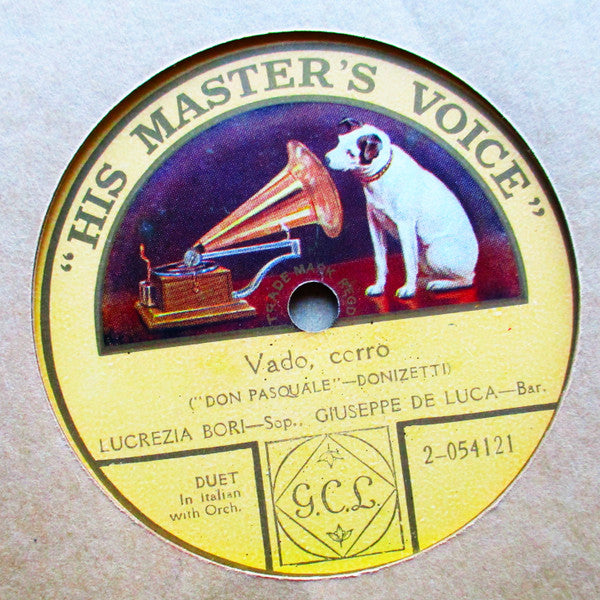 "HIS MASTER'S VOICE"
TRADE-MARK REGD
Vado, corro
("DON PASQUALE"—DONIZETTI)
LUCREZIA BORI—Sop., GIUSEPPE DE LUCA—Bar.
DUET
In Italian
with Orch.
G.C.L.
2-054121